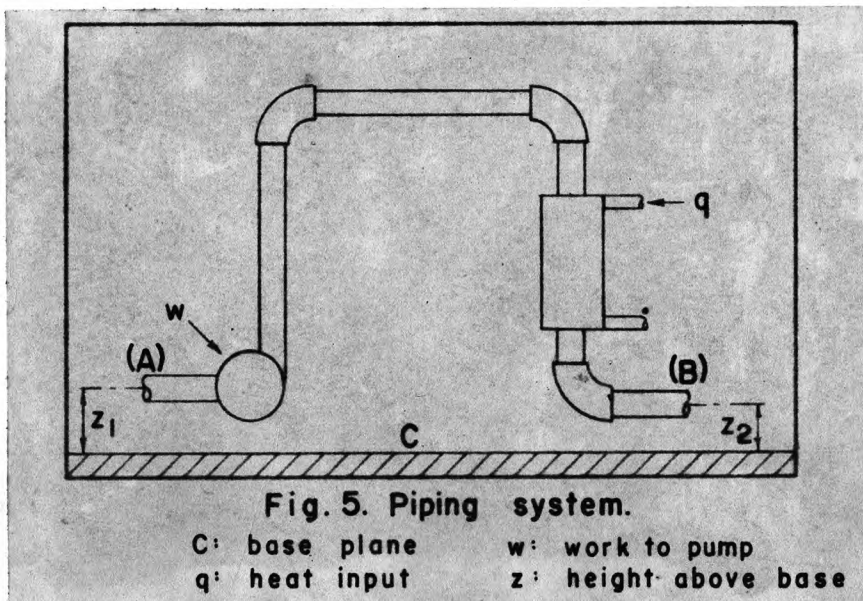 q
w
(A)
(B)
z₁
z₂
C
Fig. 5. Piping system.
C: base plane w: work to pump
q: heat input z: height above base